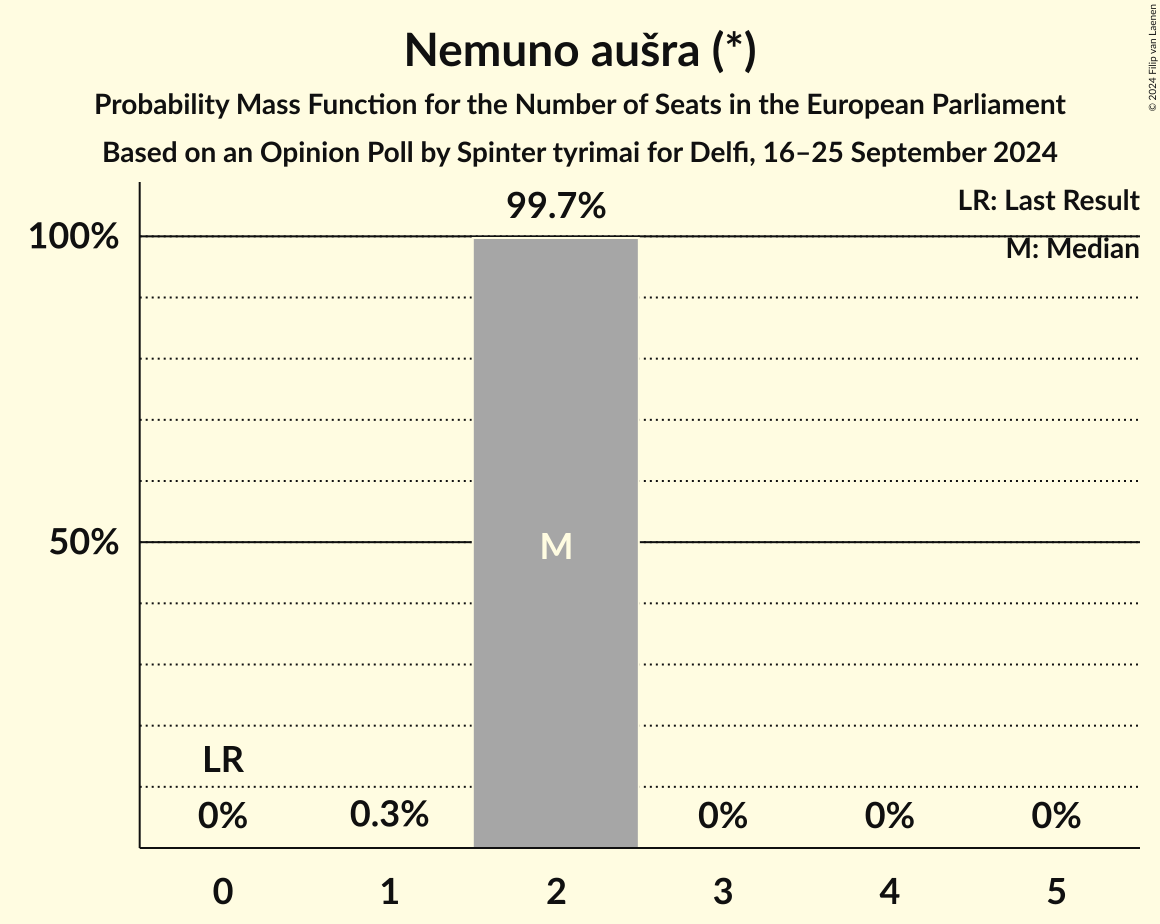 Nemuno aušra (*)
Probability Mass Function for the Number of Seats in the European Parliament
Based on an Opinion Poll by Spinter tyrimai for Delfi, 16–25 September 2024
© 2024 Filip van Laenen
LR: Last Result
M: Median
99.7%
100%
50%
M
LR
0%
0.3%
0%
0%
0%
0
1
2
3
4
5